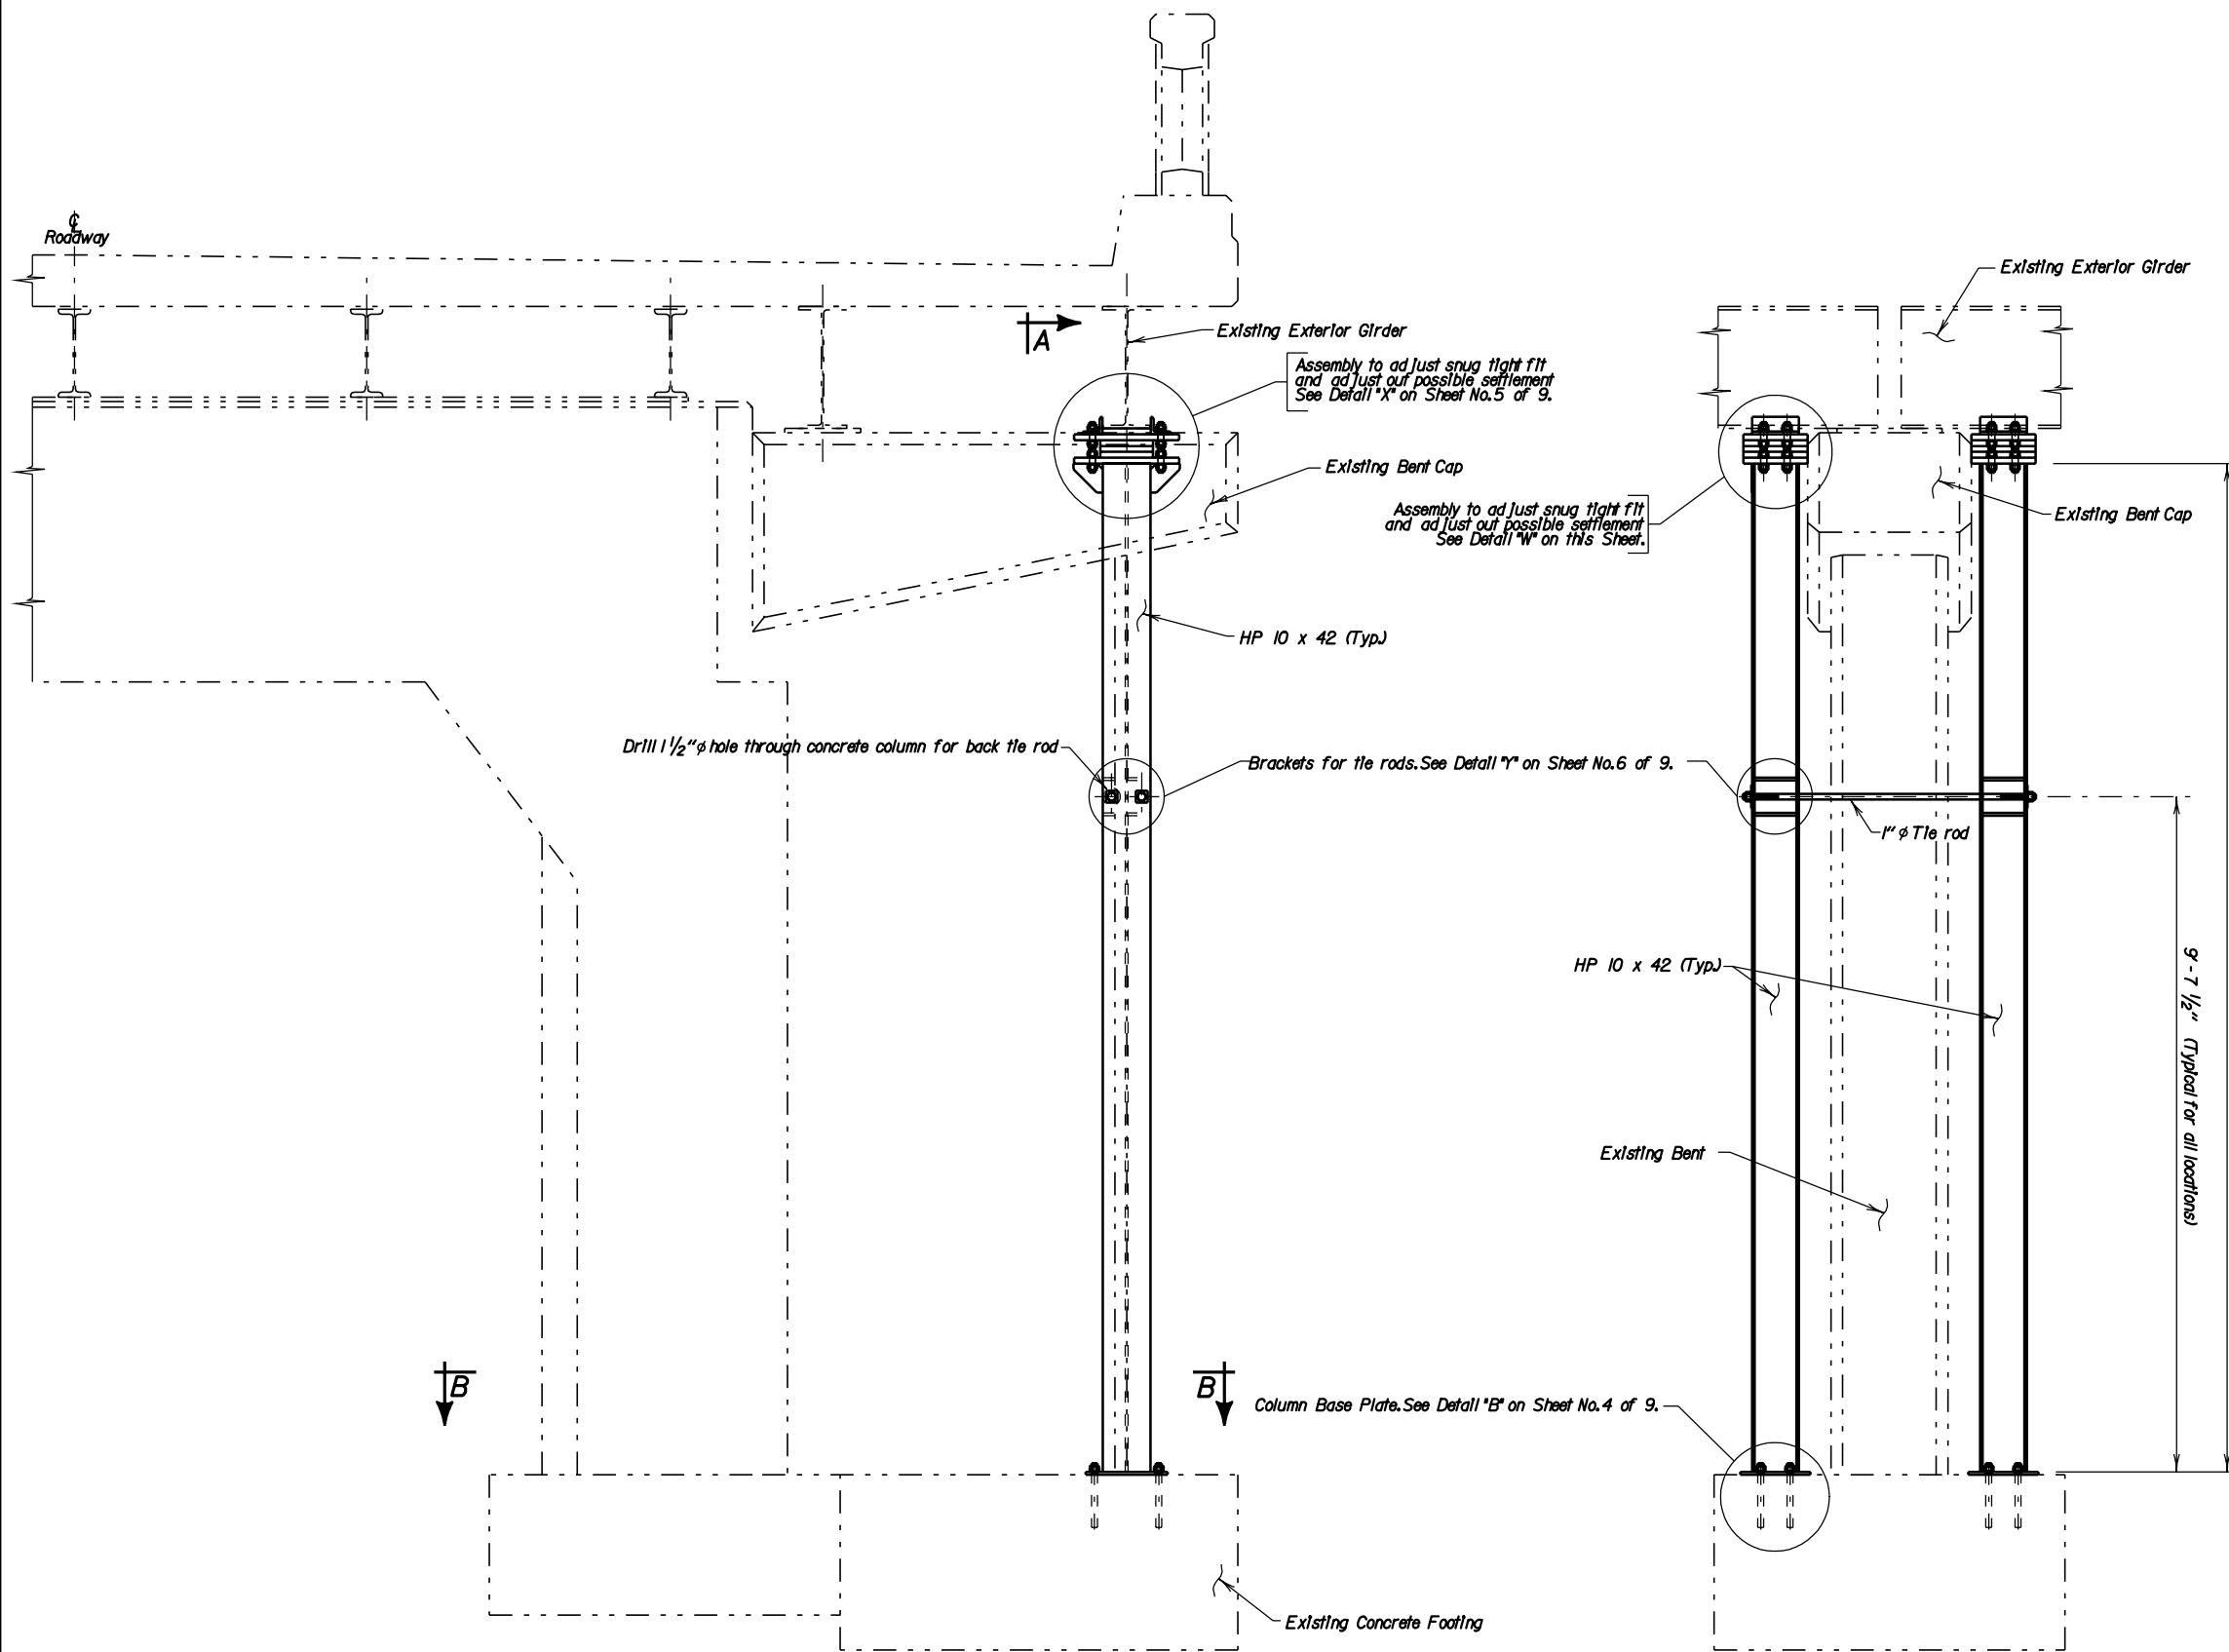 ℄
Roadway
A
Existing Exterior Girder
Assembly to adjust snug tight fit
and adjust out possible settlement
See Detail "X" on Sheet No. 5 of 9.
Existing Bent Cap
HP 10 x 42 (Typ.)
Drill 1 1/2" ø hole through concrete column for back tie rod
Brackets for tie rods. See Detail "Y" on Sheet No. 6 of 9.
B
B
Existing Concrete Footing
Existing Exterior Girder
Assembly to adjust snug tight fit
and adjust out possible settlement
See Detail "W" on this Sheet.
Existing Bent Cap
1" ø Tie rod
HP 10 x 42 (Typ.)
9' - 7 1/2" (Typical for all locations)
Existing Bent
Column Base Plate. See Detail "B" on Sheet No. 4 of 9.